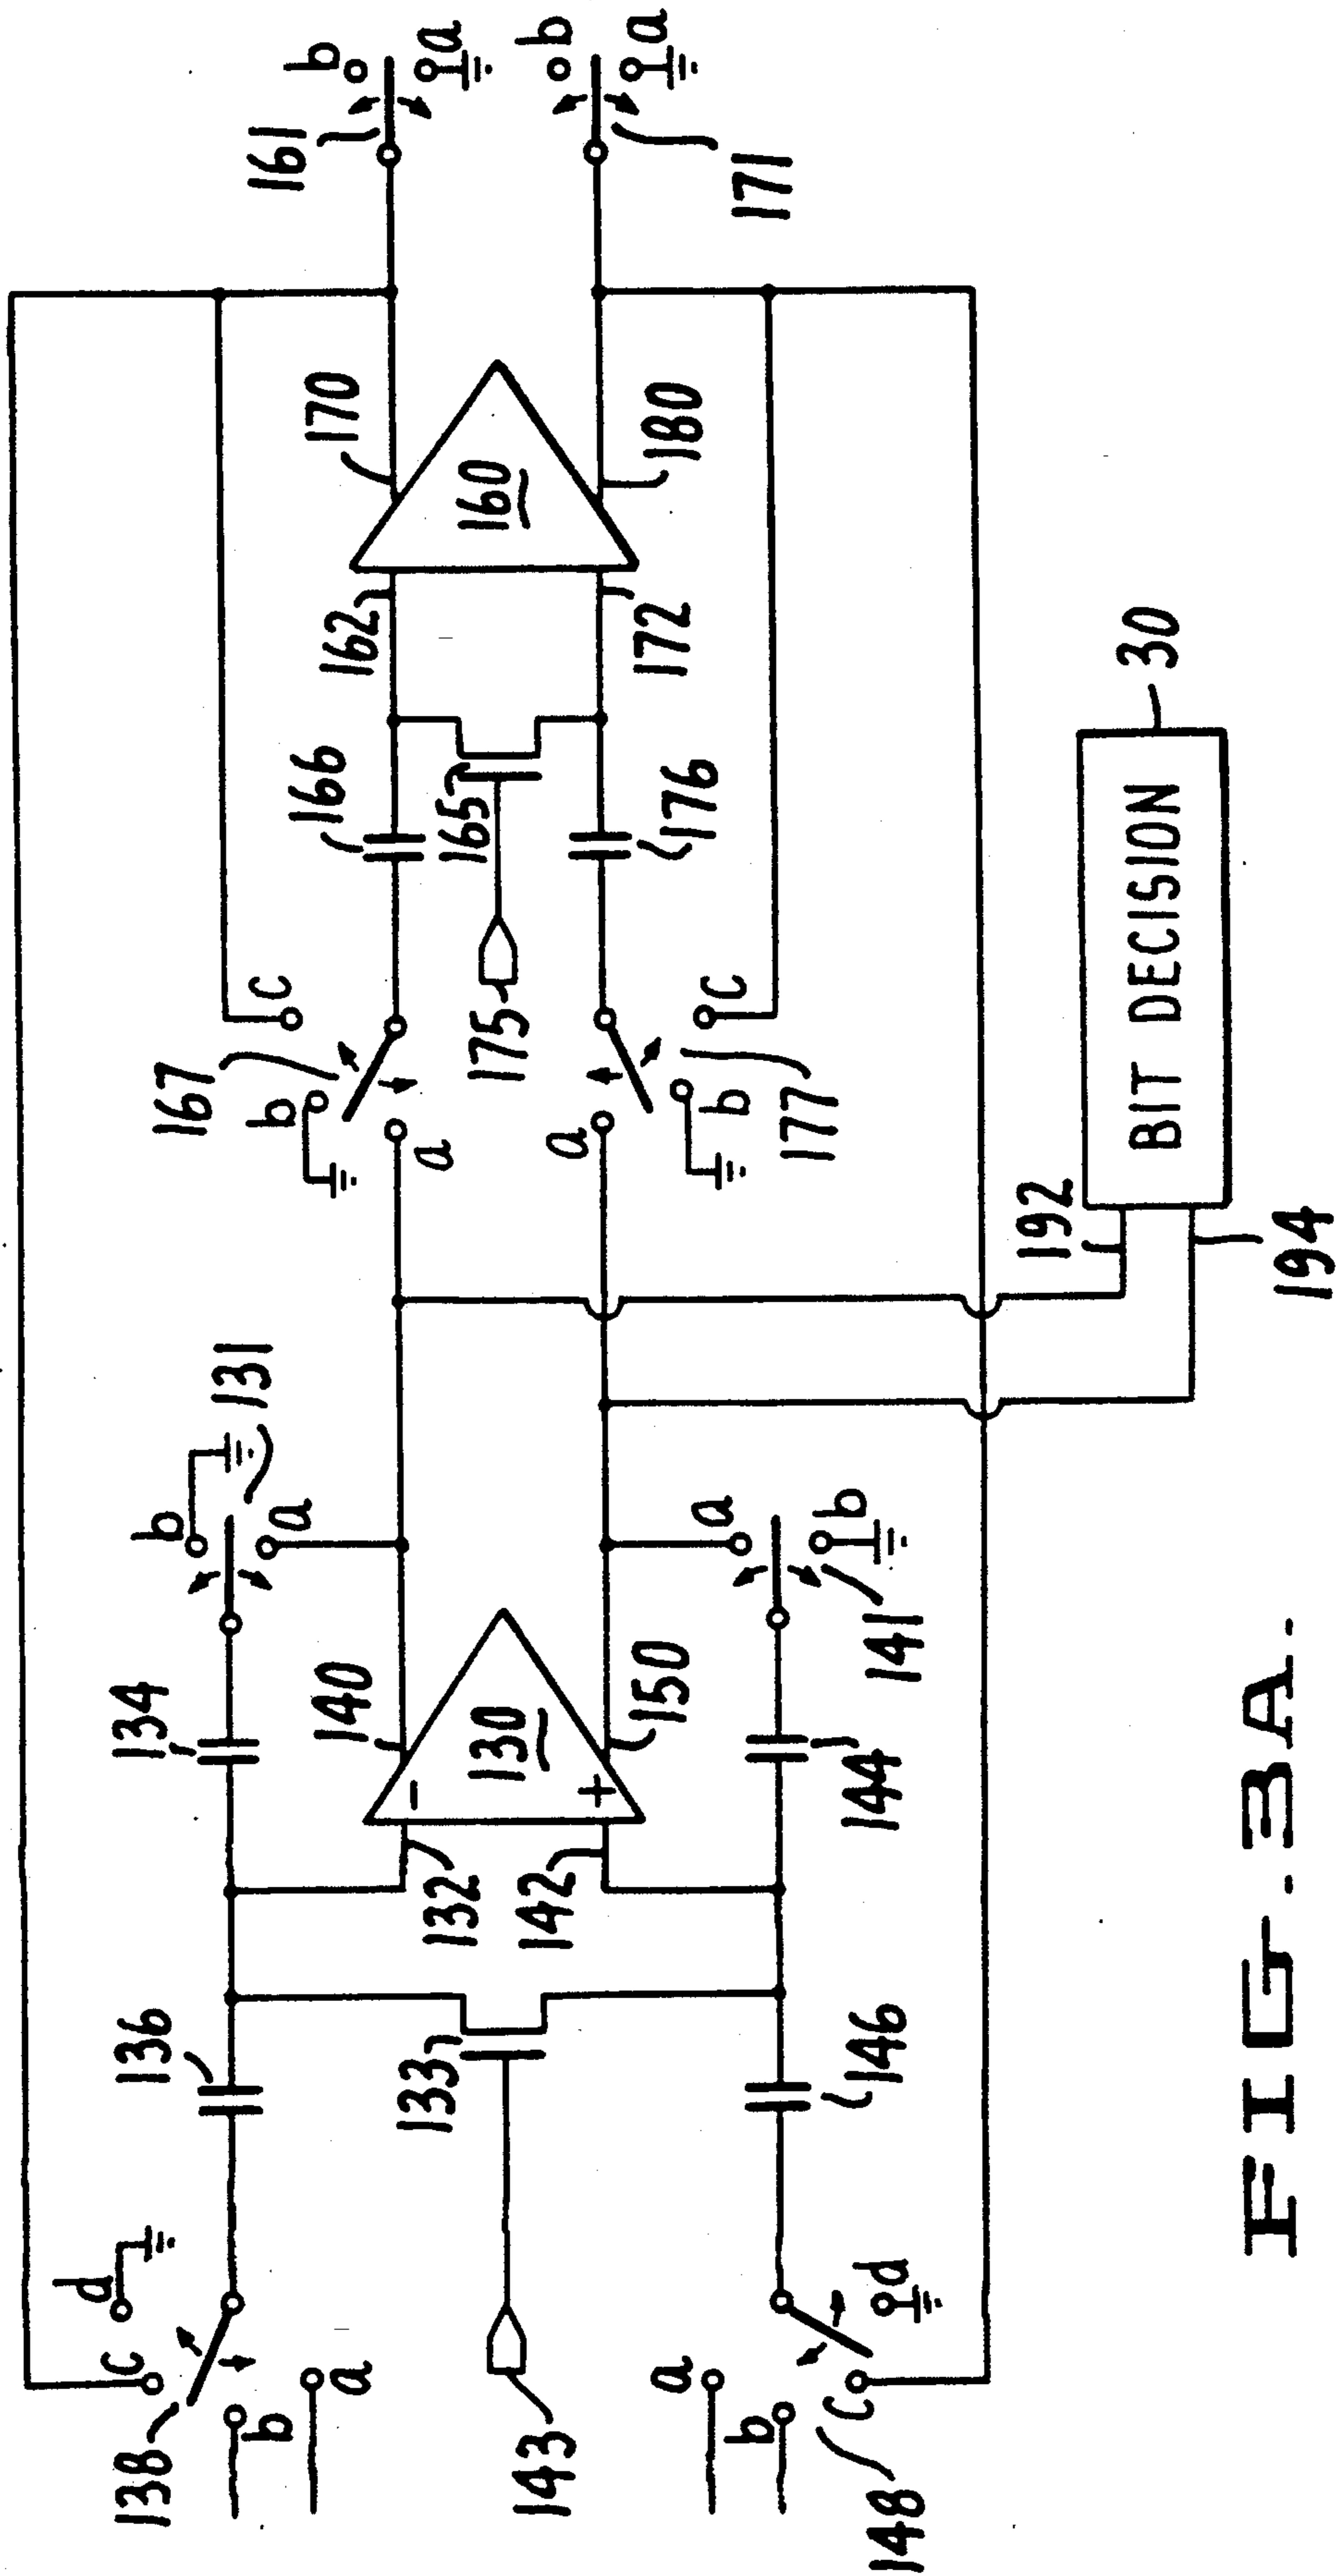 138
c
d
b
a
136
134
b
131
a
140
132
130
-
+
142
150
133
143
a
b
c
d
148
146
144
a
b
141
167
b
c
a
166
162
170
161
b
a
165
175
160
a
b
c
177
176
172
180
171
b
a
192
194
BIT DECISION
30
FIG. 3A.